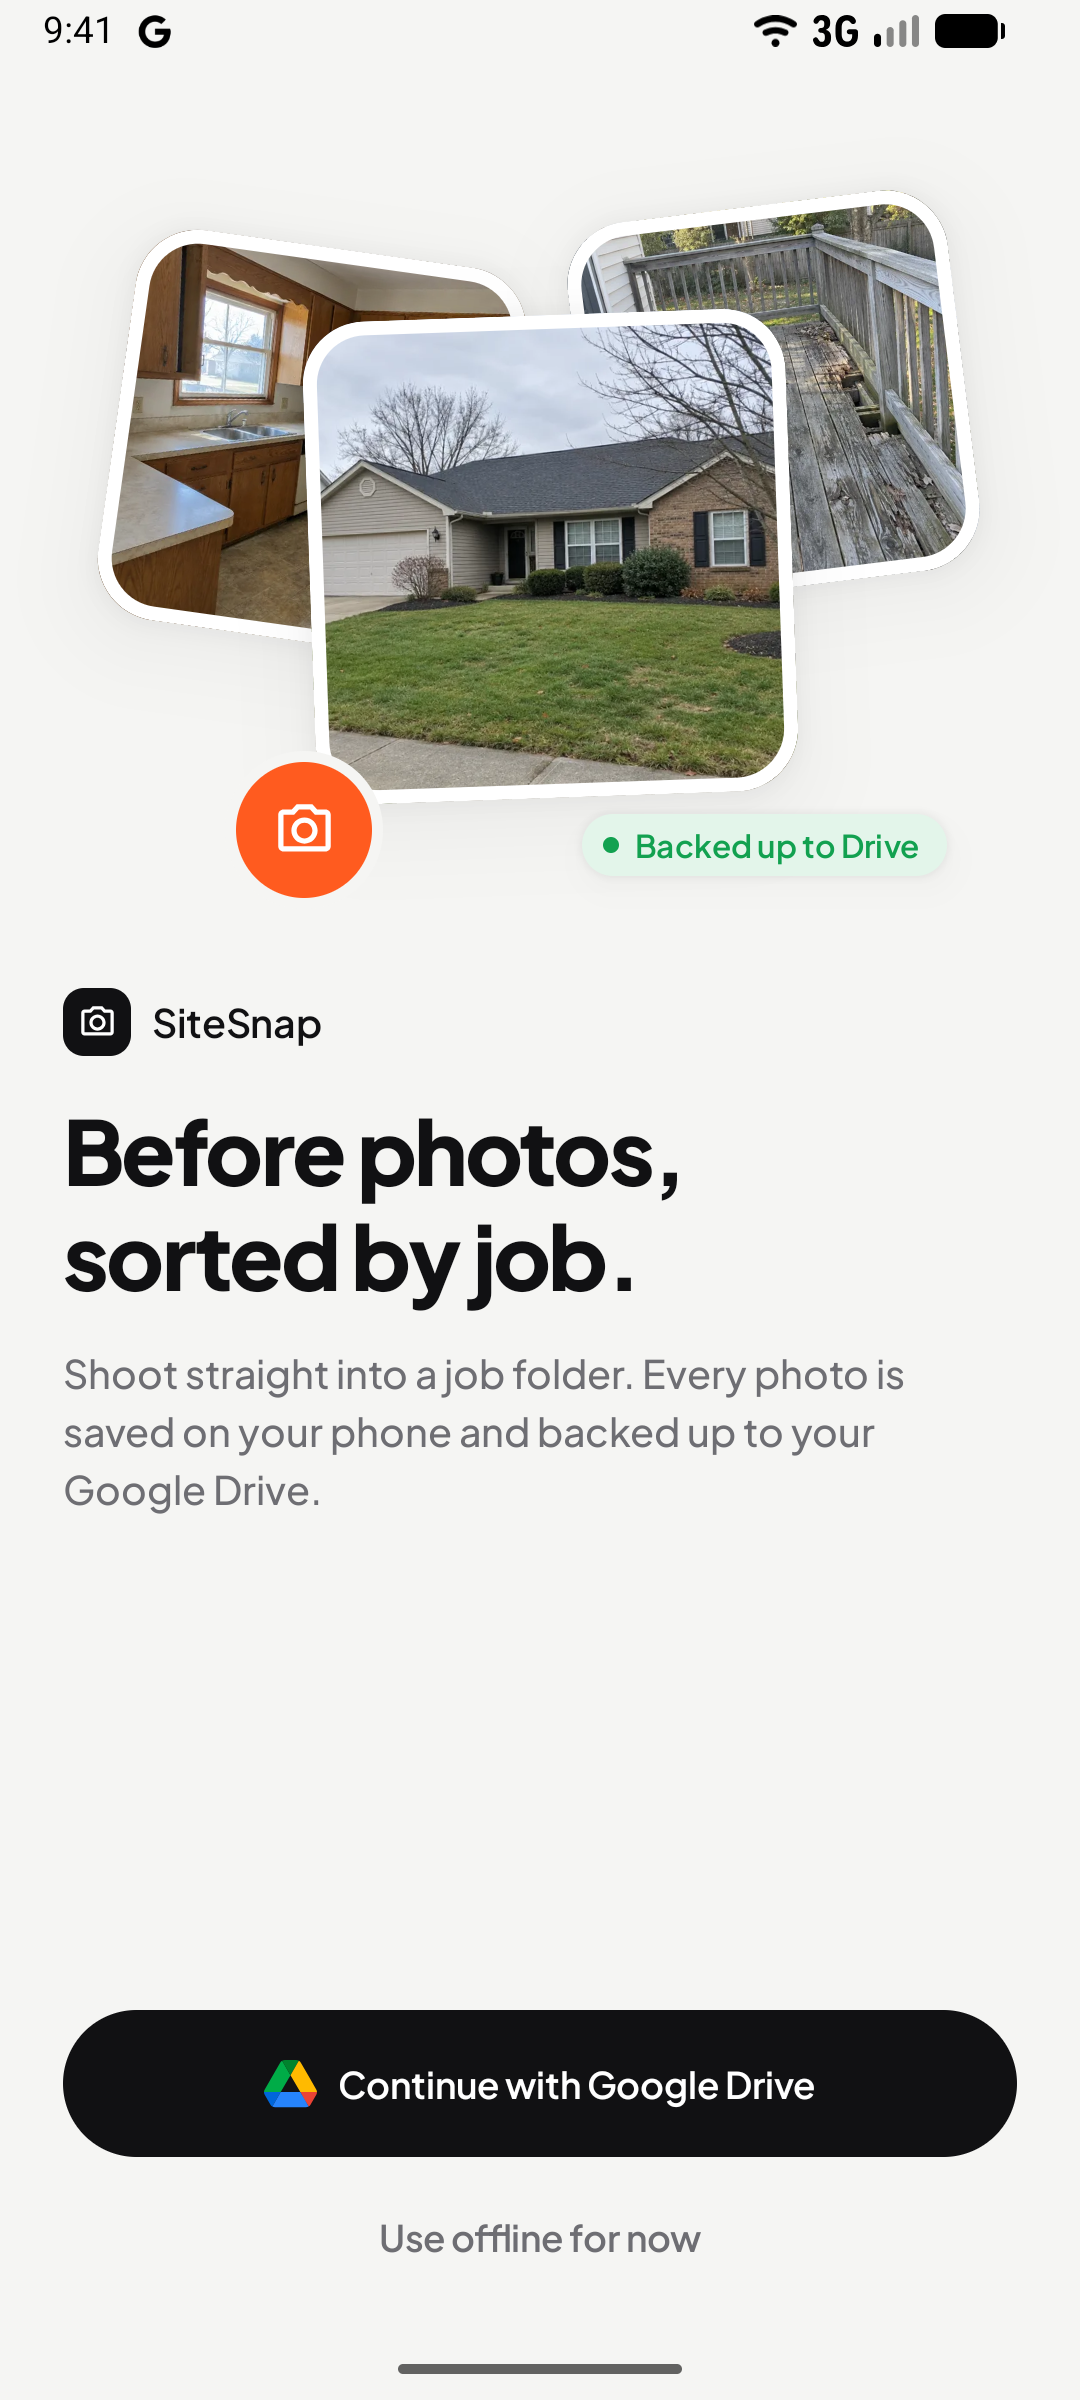 9:41
3G
Backed up to Drive
SiteSnap
Before photos,
sorted by job.
Shoot straight into a job folder. Every photo is
saved on your phone and backed up to your
Google Drive.
Continue with Google Drive
Use offline for now